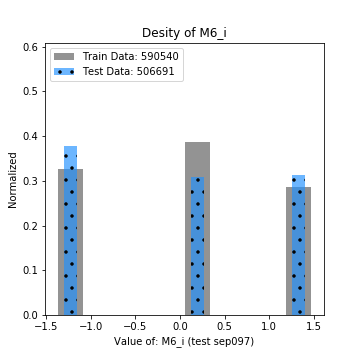 Desity of M6_i
Train Data: 590540
Test Data: 506691
Normalized
0.6
0.5
0.4
0.3
0.2
0.1
0.0
−1.5 −1.0 −0.5 0.0 0.5 1.0 1.5
Value of: M6_i (test sep097)